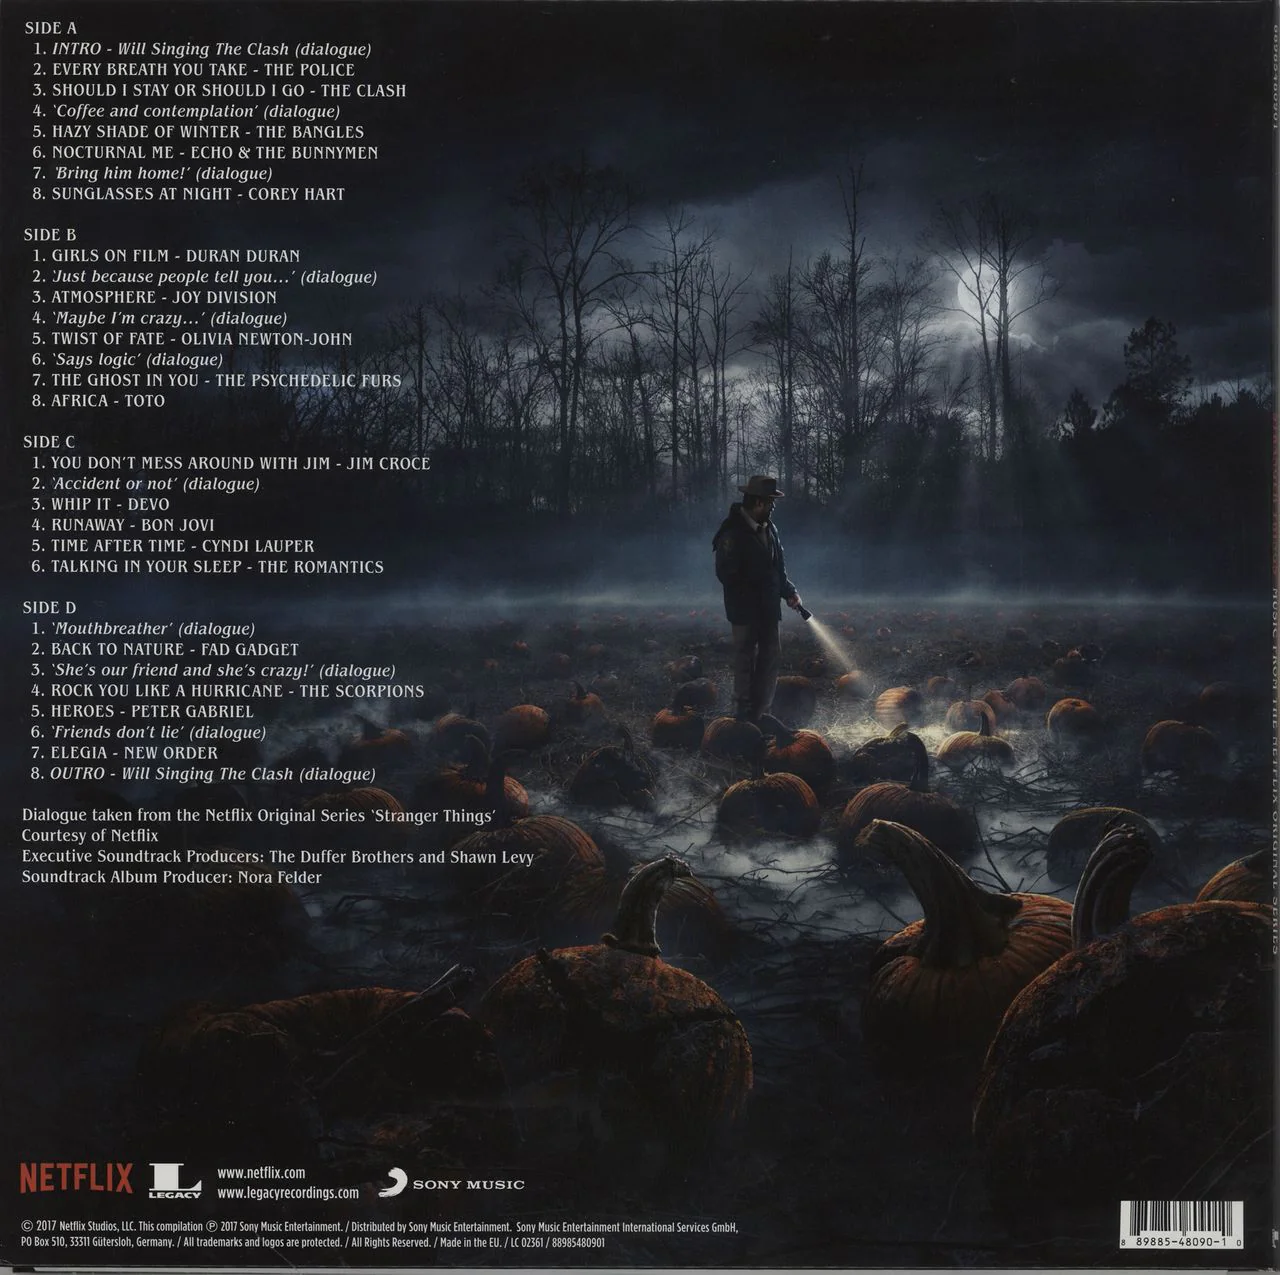 SIDE A
1. INTRO - Will Singing The Clash (dialogue)
2. EVERY BREATH YOU TAKE - THE POLICE
3. SHOULD I STAY OR SHOULD I GO - THE CLASH
4. ‘Coffee and contemplation’ (dialogue)
5. HAZY SHADE OF WINTER - THE BANGLES
6. NOCTURNAL ME - ECHO & THE BUNNYMEN
7. ‘Bring him home!’ (dialogue)
8. SUNGLASSES AT NIGHT - COREY HART
SIDE B
1. GIRLS ON FILM - DURAN DURAN
2. ‘Just because people tell you...’ (dialogue)
3. ATMOSPHERE - JOY DIVISION
4. ‘Maybe I’m crazy...’ (dialogue)
5. TWIST OF FATE - OLIVIA NEWTON-JOHN
6. ‘Says logic’ (dialogue)
7. THE GHOST IN YOU - THE PSYCHEDELIC FURS
8. AFRICA - TOTO
SIDE C
1. YOU DON’T MESS AROUND WITH JIM - JIM CROCE
2. ‘Accident or not’ (dialogue)
3. WHIP IT - DEVO
4. RUNAWAY - BON JOVI
5. TIME AFTER TIME - CYNDI LAUPER
6. TALKING IN YOUR SLEEP - THE ROMANTICS
SIDE D
1. ‘Mouthbreather’ (dialogue)
2. BACK TO NATURE - FAD GADGET
3. ‘She’s our friend and she’s crazy!’ (dialogue)
4. ROCK YOU LIKE A HURRICANE - THE SCORPIONS
5. HEROES - PETER GABRIEL
6. ‘Friends don’t lie’ (dialogue)
7. ELEGIA - NEW ORDER
8. OUTRO - Will Singing The Clash (dialogue)
Dialogue taken from the Netflix Original Series ‘Stranger Things’
Courtesy of Netflix
Executive Soundtrack Producers: The Duffer Brothers and Shawn Levy
Soundtrack Album Producer: Nora Felder
NETFLIX
L
LEGACY
www.netflix.com
www.legacyrecordings.com
SONY MUSIC
© 2017 Netflix Studios, LLC. This compilation ℗ 2017 Sony Music Entertainment. / Distributed by Sony Music Entertainment. Sony Music Entertainment International Services GmbH,
PO Box 510, 33311 Gütersloh, Germany. / All trademarks and logos are protected. / All Rights Reserved. / Made in the EU. / LC 02361 / 88985480901
8 89885-48090-1 0
MUSIC FROM THE NETFLIX ORIGINAL SERIES